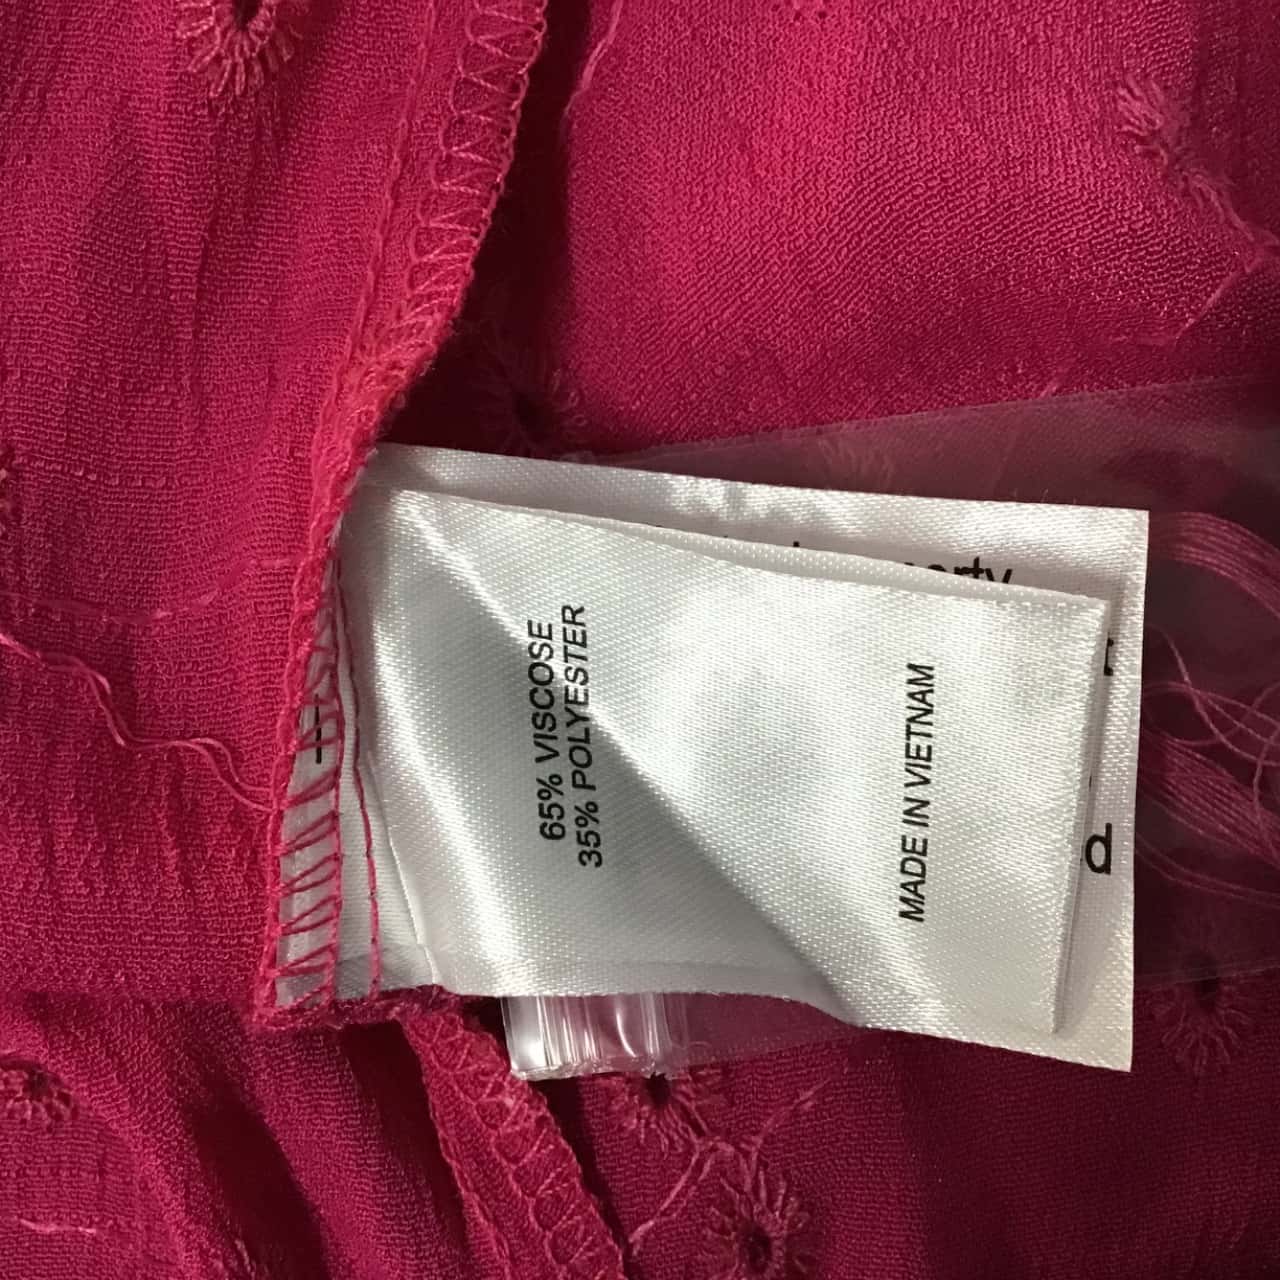 65% VISCOSE
35% POLYESTER
MADE IN VIETNAM